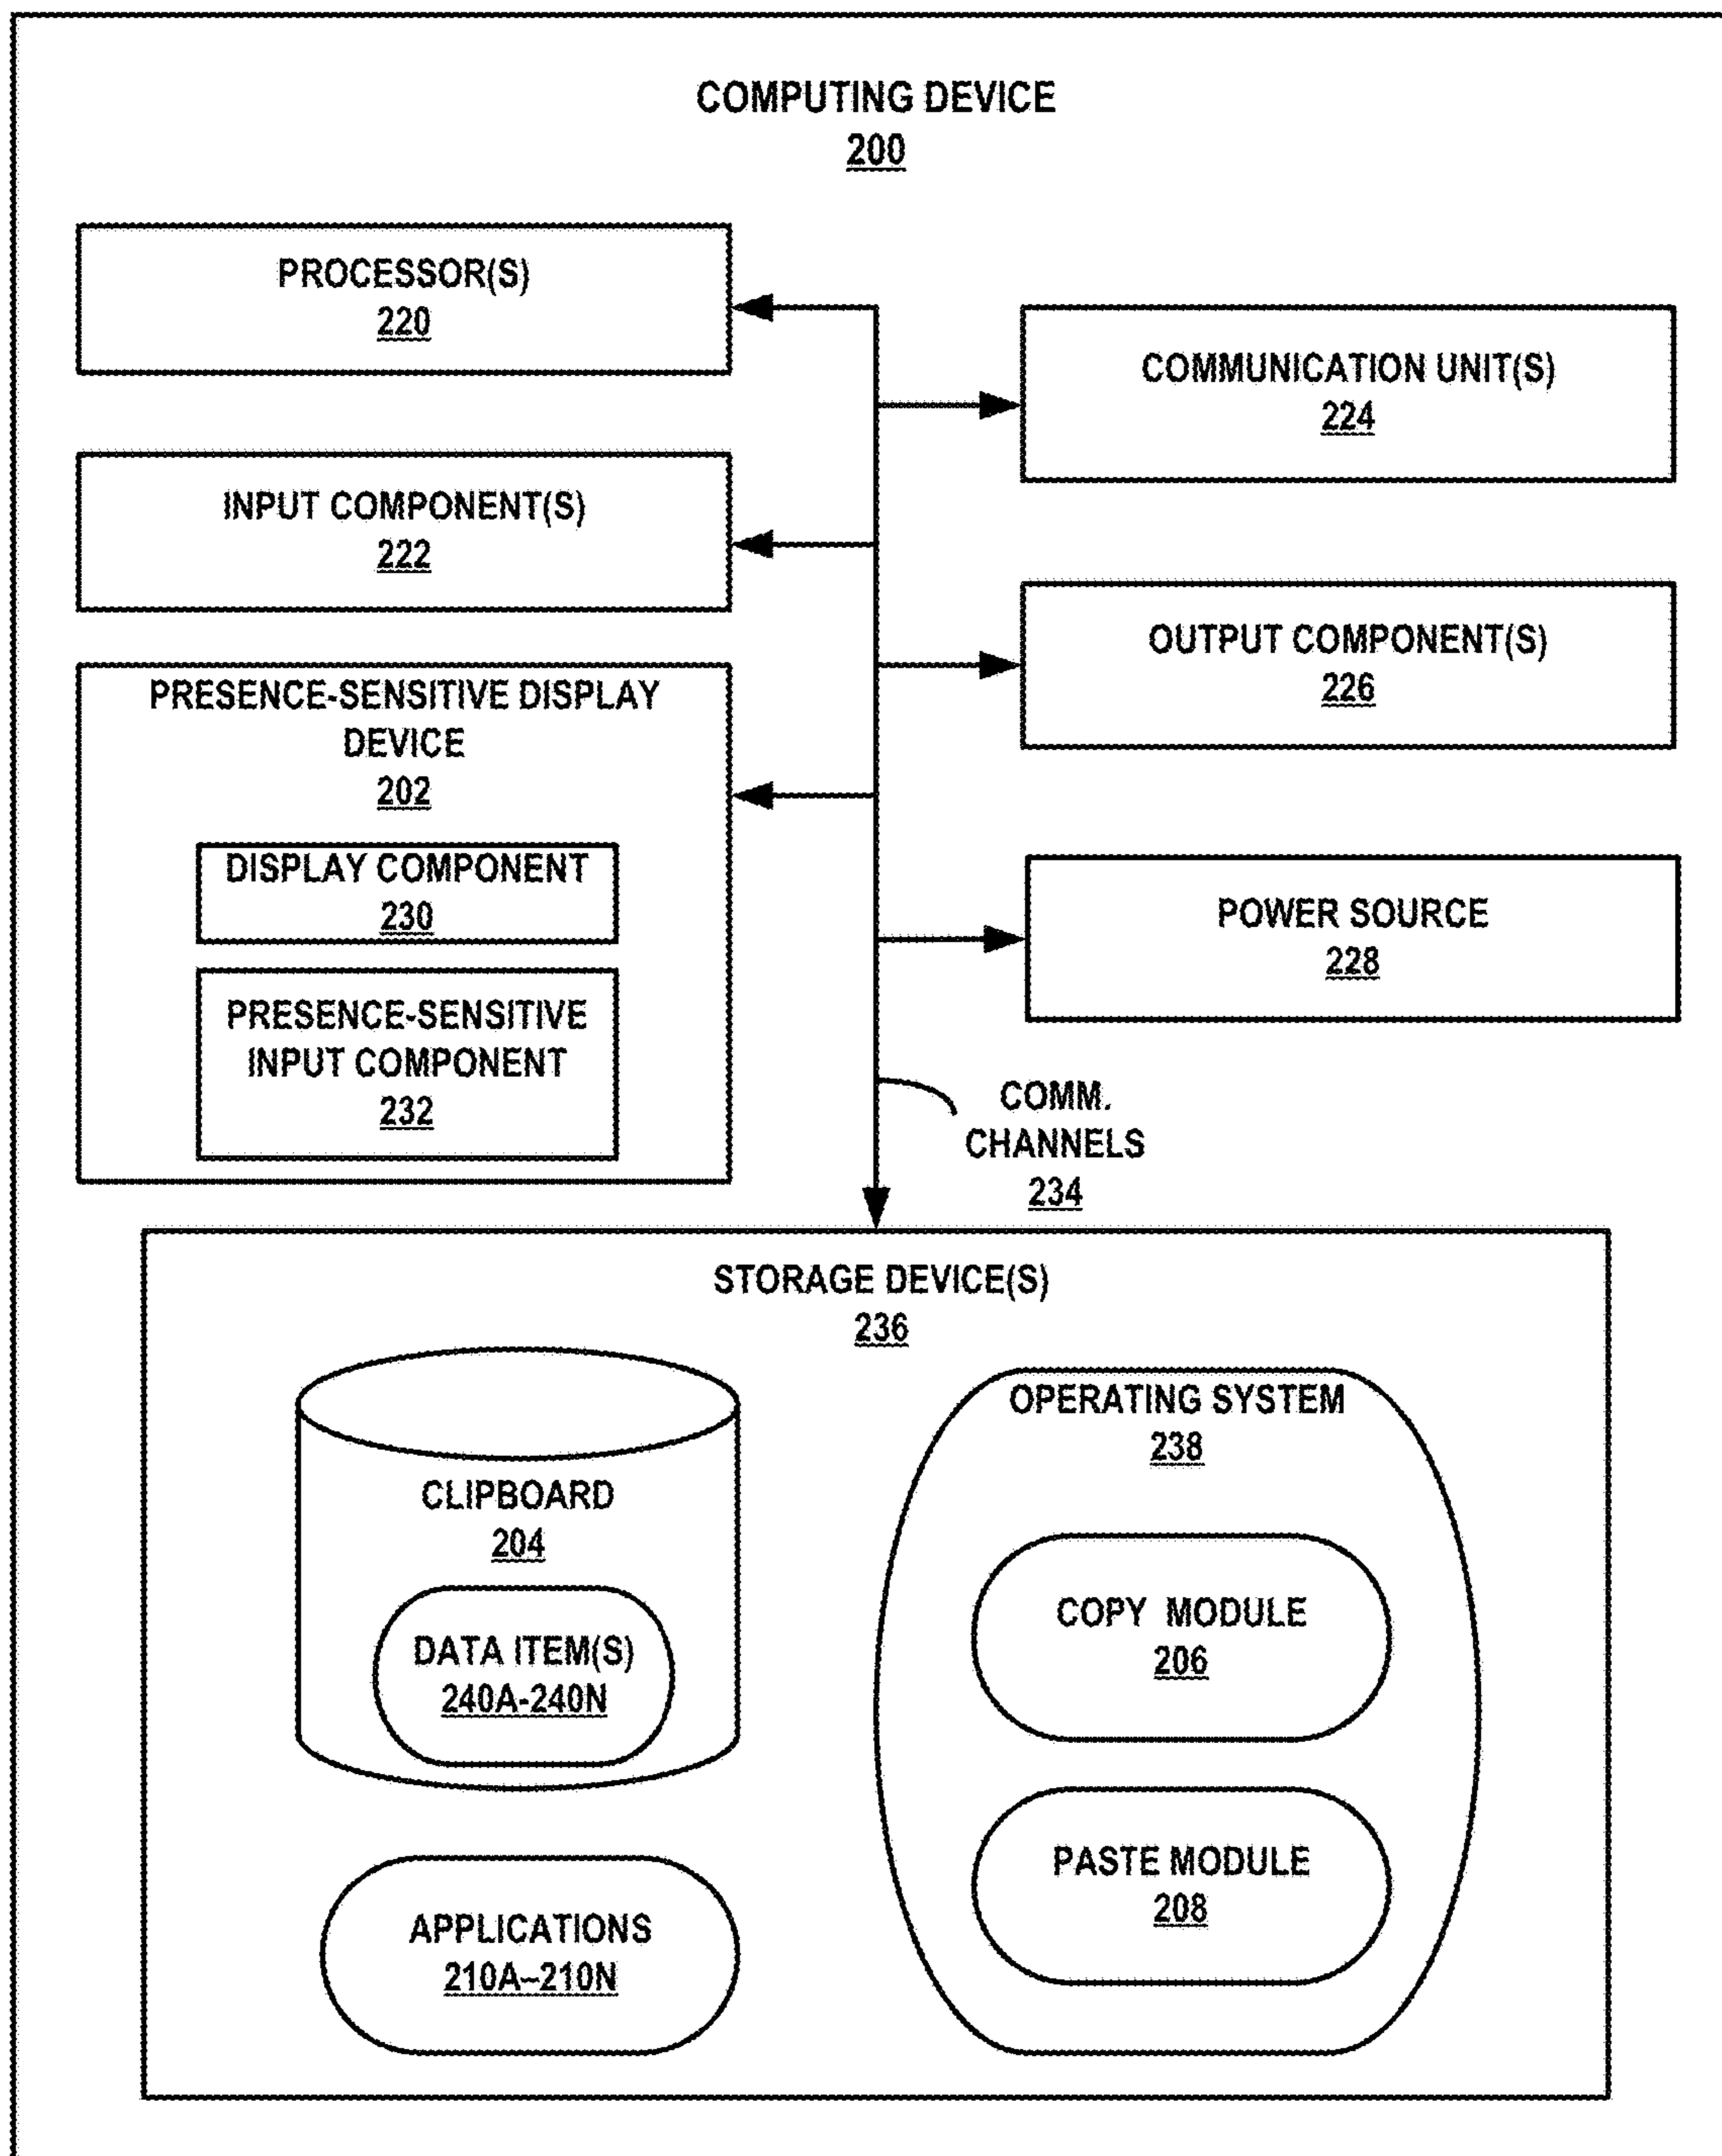 COMPUTING DEVICE
200
PROCESSOR(S)
220
COMMUNICATION UNIT(S)
224
INPUT COMPONENT(S)
222
OUTPUT COMPONENT(S)
226
PRESENCE-SENSITIVE DISPLAY
DEVICE
202
DISPLAY COMPONENT
230
POWER SOURCE
228
PRESENCE-SENSITIVE
INPUT COMPONENT
232
COMM.
CHANNELS
234
STORAGE DEVICE(S)
236
CLIPBOARD
204
DATA ITEM(S)
240A-240N
APPLICATIONS
210A–210N
OPERATING SYSTEM
238
COPY MODULE
206
PASTE MODULE
208